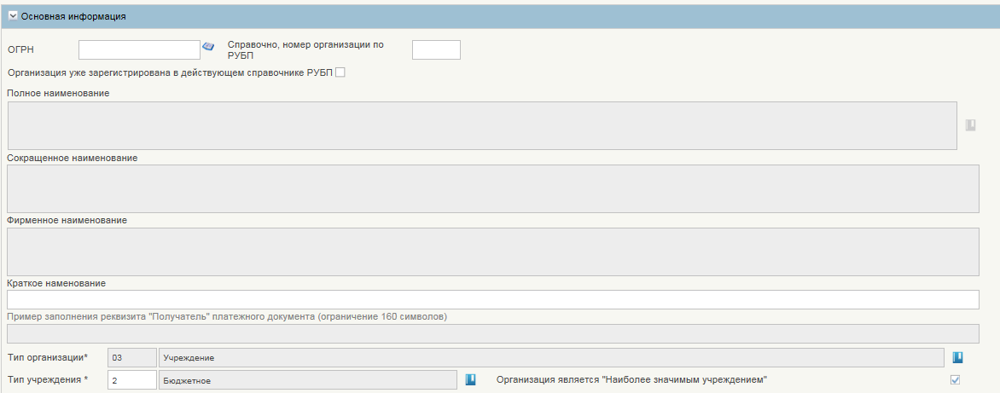 Основная информация
ОГРН
Справочно, номер организации по
РУБП
Организация уже зарегистрирована в действующем справочнике РУБП
Полное наименование
Сокращенное наименование
Фирменное наименование
Краткое наменование
Пример заполнения реквизита "Получатель" платежного документа (ограничение 160 символов)
Тип организации* 03 Учреждение
Тип учреждения * 2 Бюджетное Организация является "Наиболее значимым учреждением"